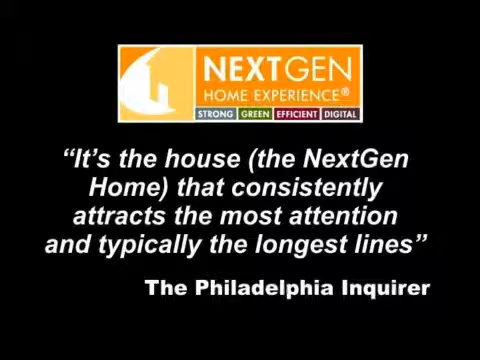 NEXTGEN
HOME EXPERIENCE®
STRONG GREEN EFFICIENT DIGITAL
“It’s the house (the NextGen
Home) that consistently
attracts the most attention
and typically the longest lines”
The Philadelphia Inquirer